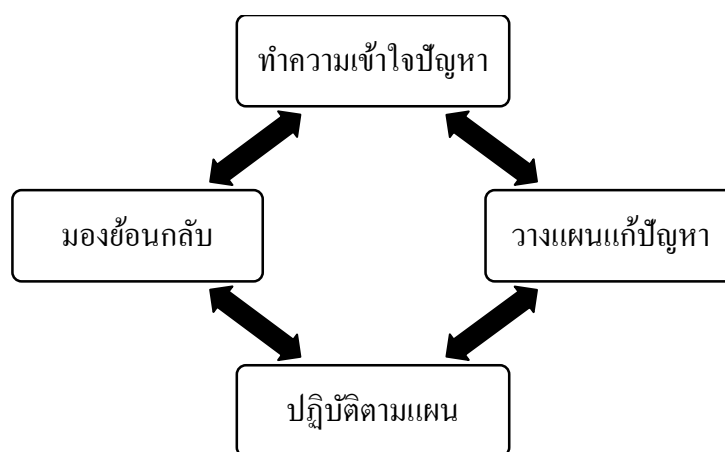 ทำความเข้าใจปัญหา
มองย้อนกลับ
วางแผนแก้ปัญหา
ปฏิบัติตามแผน